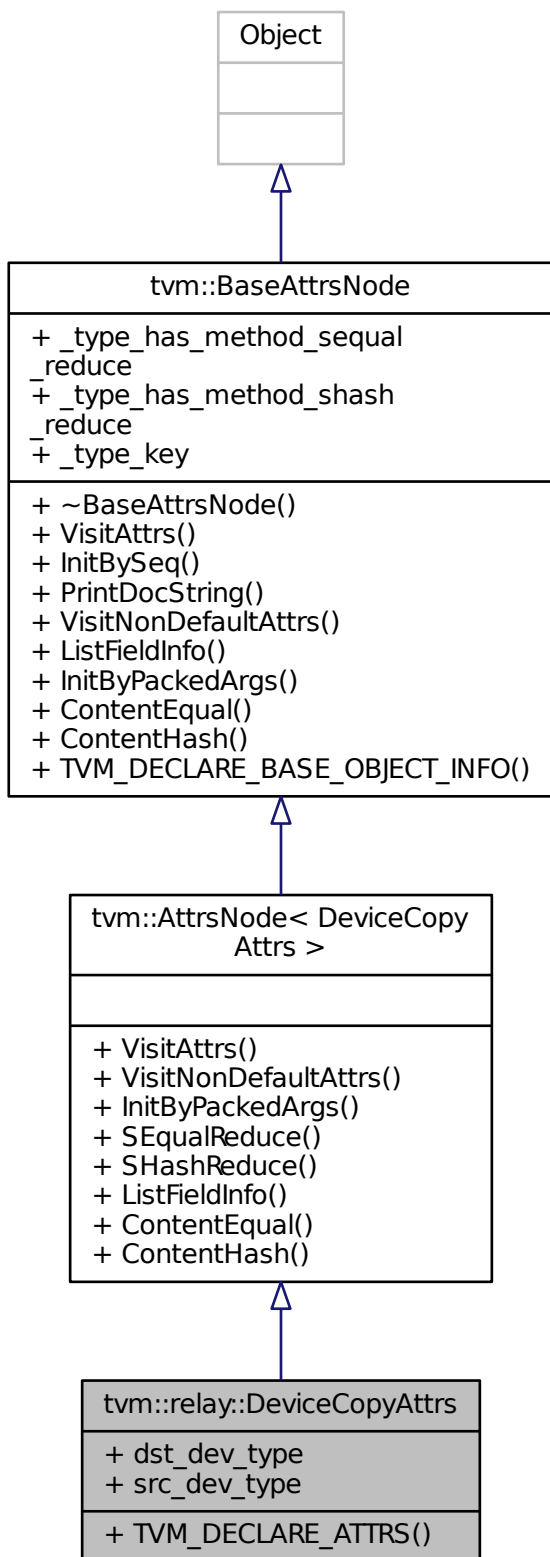 Object
tvm::BaseAttrsNode
+ _type_has_method_sequal
_reduce
+ _type_has_method_shash
_reduce
+ _type_key
+ ~BaseAttrsNode()
+ VisitAttrs()
+ InitBySeq()
+ PrintDocString()
+ VisitNonDefaultAttrs()
+ ListFieldInfo()
+ InitByPackedArgs()
+ ContentEqual()
+ ContentHash()
+ TVM_DECLARE_BASE_OBJECT_INFO()
tvm::AttrsNode< DeviceCopy
Attrs >
+ VisitAttrs()
+ VisitNonDefaultAttrs()
+ InitByPackedArgs()
+ SEqualReduce()
+ SHashReduce()
+ ListFieldInfo()
+ ContentEqual()
+ ContentHash()
tvm::relay::DeviceCopyAttrs
+ dst_dev_type
+ src_dev_type
+ TVM_DECLARE_ATTRS()